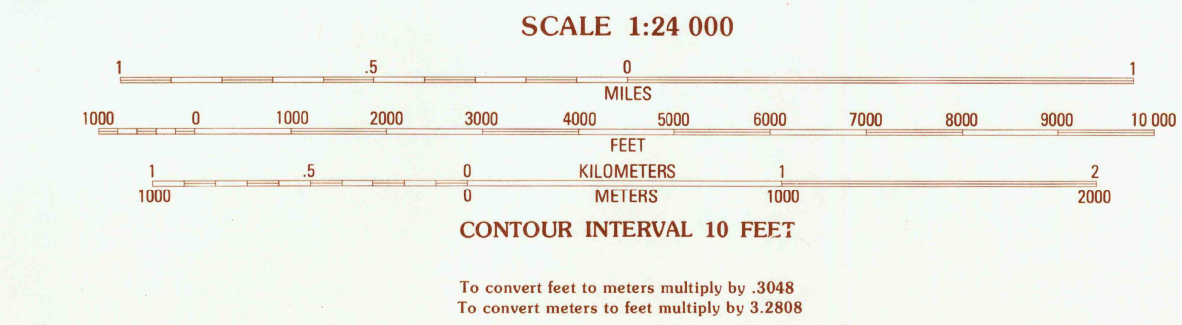 SCALE 1:24 000
1 .5 0 1
MILES
1000 0 1000 2000 3000 4000 5000 6000 7000 8000 9000 10 000
FEET
1 .5 0 KILOMETERS 1 2
1000 0 METERS 1000 2000
CONTOUR INTERVAL 10 FEET
To convert feet to meters multiply by .3048
To convert meters to feet multiply by 3.2808